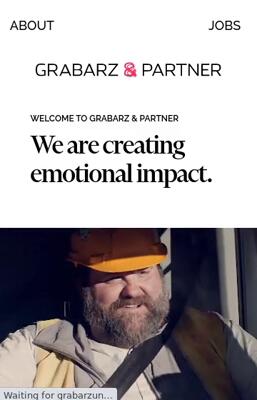 ABOUT JOBS
GRABARZ & PARTNER
WELCOME TO GRABARZ & PARTNER
We are creating
emotional impact.
Waiting for grabarzun...